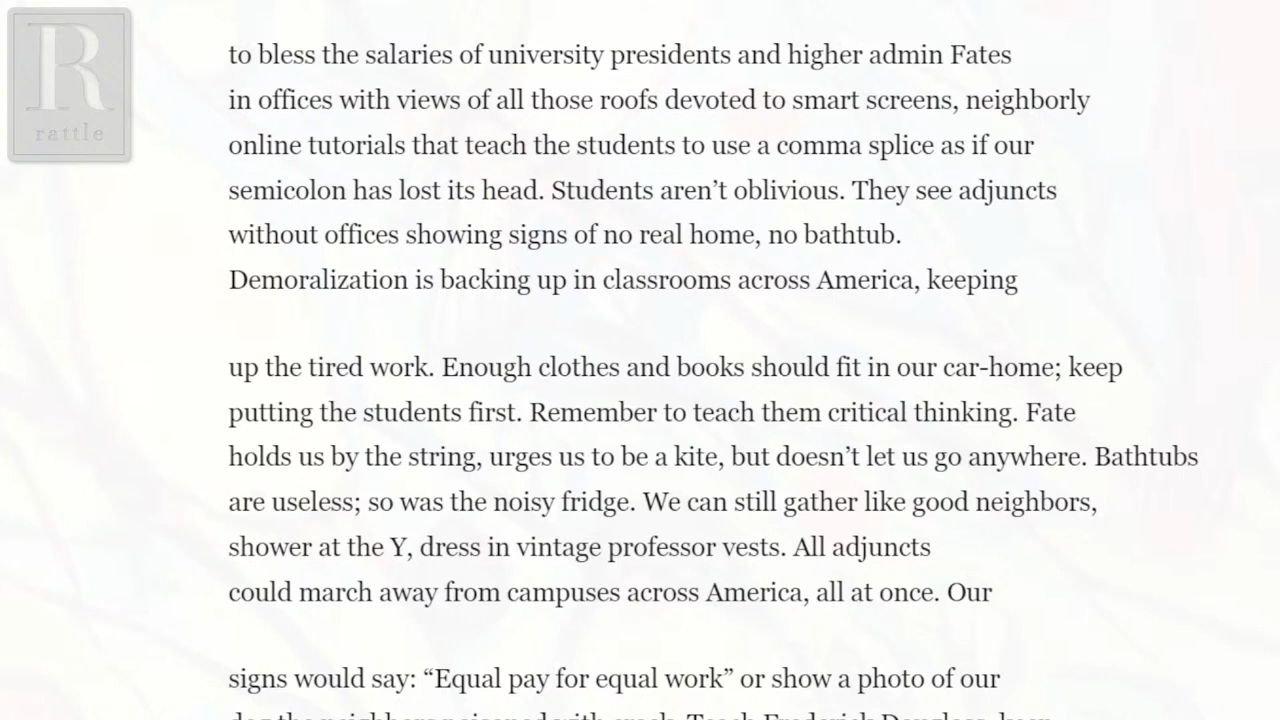 R
rattle
to bless the salaries of university presidents and higher admin Fates
in offices with views of all those roofs devoted to smart screens, neighborly
online tutorials that teach the students to use a comma splice as if our
semicolon has lost its head. Students aren’t oblivious. They see adjuncts
without offices showing signs of no real home, no bathtub.
Demoralization is backing up in classrooms across America, keeping
up the tired work. Enough clothes and books should fit in our car-home; keep
putting the students first. Remember to teach them critical thinking. Fate
holds us by the string, urges us to be a kite, but doesn’t let us go anywhere. Bathtubs
are useless; so was the noisy fridge. We can still gather like good neighbors,
shower at the Y, dress in vintage professor vests. All adjuncts
could march away from campuses across America, all at once. Our
signs would say: “Equal pay for equal work” or show a photo of our